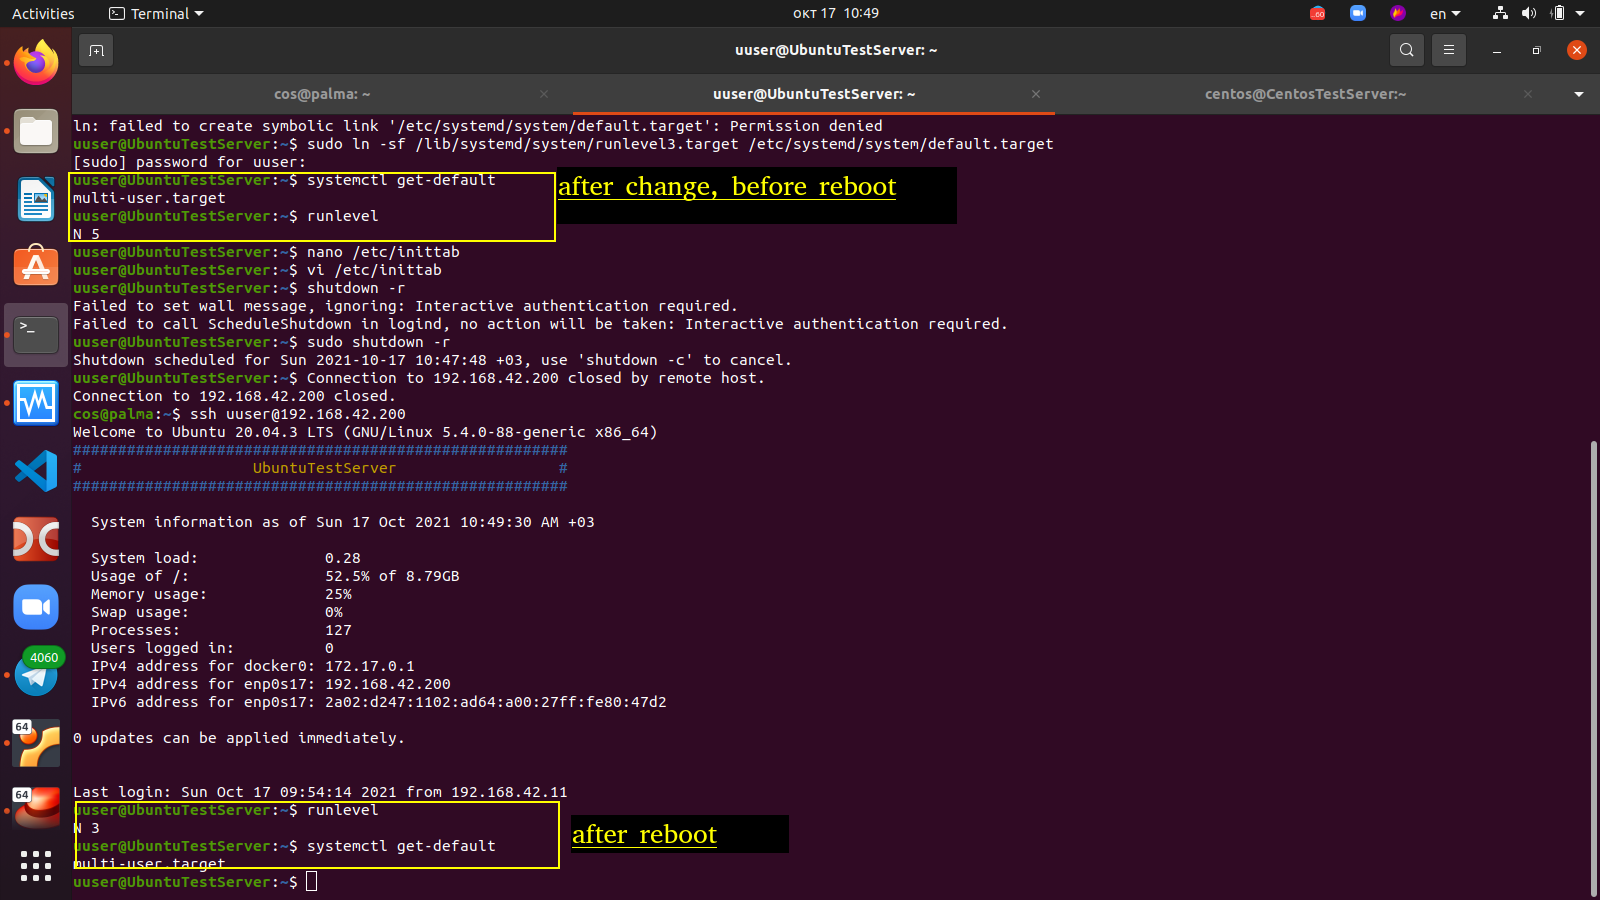 Activities Terminal окт 17 10:49 en
uuser@UbuntuTestServer: ~
cos@palma: ~ uuser@UbuntuTestServer: ~ centos@CentosTestServer:~
ln: failed to create symbolic link '/etc/systemd/system/default.target': Permission denied
uuser@UbuntuTestServer:~$ sudo ln -sf /lib/systemd/system/runlevel3.target /etc/systemd/system/default.target
[sudo] password for uuser:
uuser@UbuntuTestServer:~$ systemctl get-default
after change, before reboot
multi-user.target
uuser@UbuntuTestServer:~$ runlevel
N 5
uuser@UbuntuTestServer:~$ nano /etc/inittab
uuser@UbuntuTestServer:~$ vi /etc/inittab
uuser@UbuntuTestServer:~$ shutdown -r
Failed to set wall message, ignoring: Interactive authentication required.
Failed to call ScheduleShutdown in logind, no action will be taken: Interactive authentication required.
uuser@UbuntuTestServer:~$ sudo shutdown -r
Shutdown scheduled for Sun 2021-10-17 10:47:48 +03, use 'shutdown -c' to cancel.
uuser@UbuntuTestServer:~$ Connection to 192.168.42.200 closed by remote host.
Connection to 192.168.42.200 closed.
cos@palma:~$ ssh uuser@192.168.42.200
Welcome to Ubuntu 20.04.3 LTS (GNU/Linux 5.4.0-88-generic x86_64)
#######################################################
# UbuntuTestServer #
#######################################################
System information as of Sun 17 Oct 2021 10:49:30 AM +03
System load: 0.28
Usage of /: 52.5% of 8.79GB
Memory usage: 25%
Swap usage: 0%
Processes: 127
Users logged in: 0
IPv4 address for docker0: 172.17.0.1
IPv4 address for enp0s17: 192.168.42.200
IPv6 address for enp0s17: 2a02:d247:1102:ad64:a00:27ff:fe80:47d2
0 updates can be applied immediately.
Last login: Sun Oct 17 09:54:14 2021 from 192.168.42.11
uuser@UbuntuTestServer:~$ runlevel
N 3
after reboot
uuser@UbuntuTestServer:~$ systemctl get-default
multi-user.target
uuser@UbuntuTestServer:~$
>_
4060
64
64